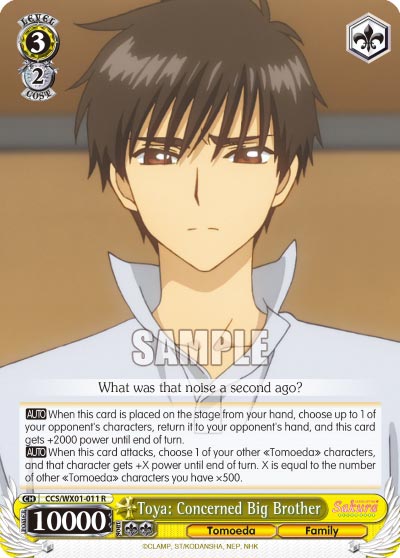 LEVEL
3
2
COST
SAMPLE
What was that noise a second ago?
AUTO When this card is placed on the stage from your hand, choose up to 1 of
your opponent's characters, return it to your opponent's hand, and this card
gets +2000 power until end of turn.
AUTO When this card attacks, choose 1 of your other «Tomoeda» characters,
and that character gets +X power until end of turn. X is equal to the number
of other «Tomoeda» characters you have ×500.
CH CCS/WX01-011 R
Toya: Concerned Big Brother
Sakura
POWER
10000
SOUL
Tomoeda
Family
©CLAMP, ST/KODANSHA, NEP, NHK